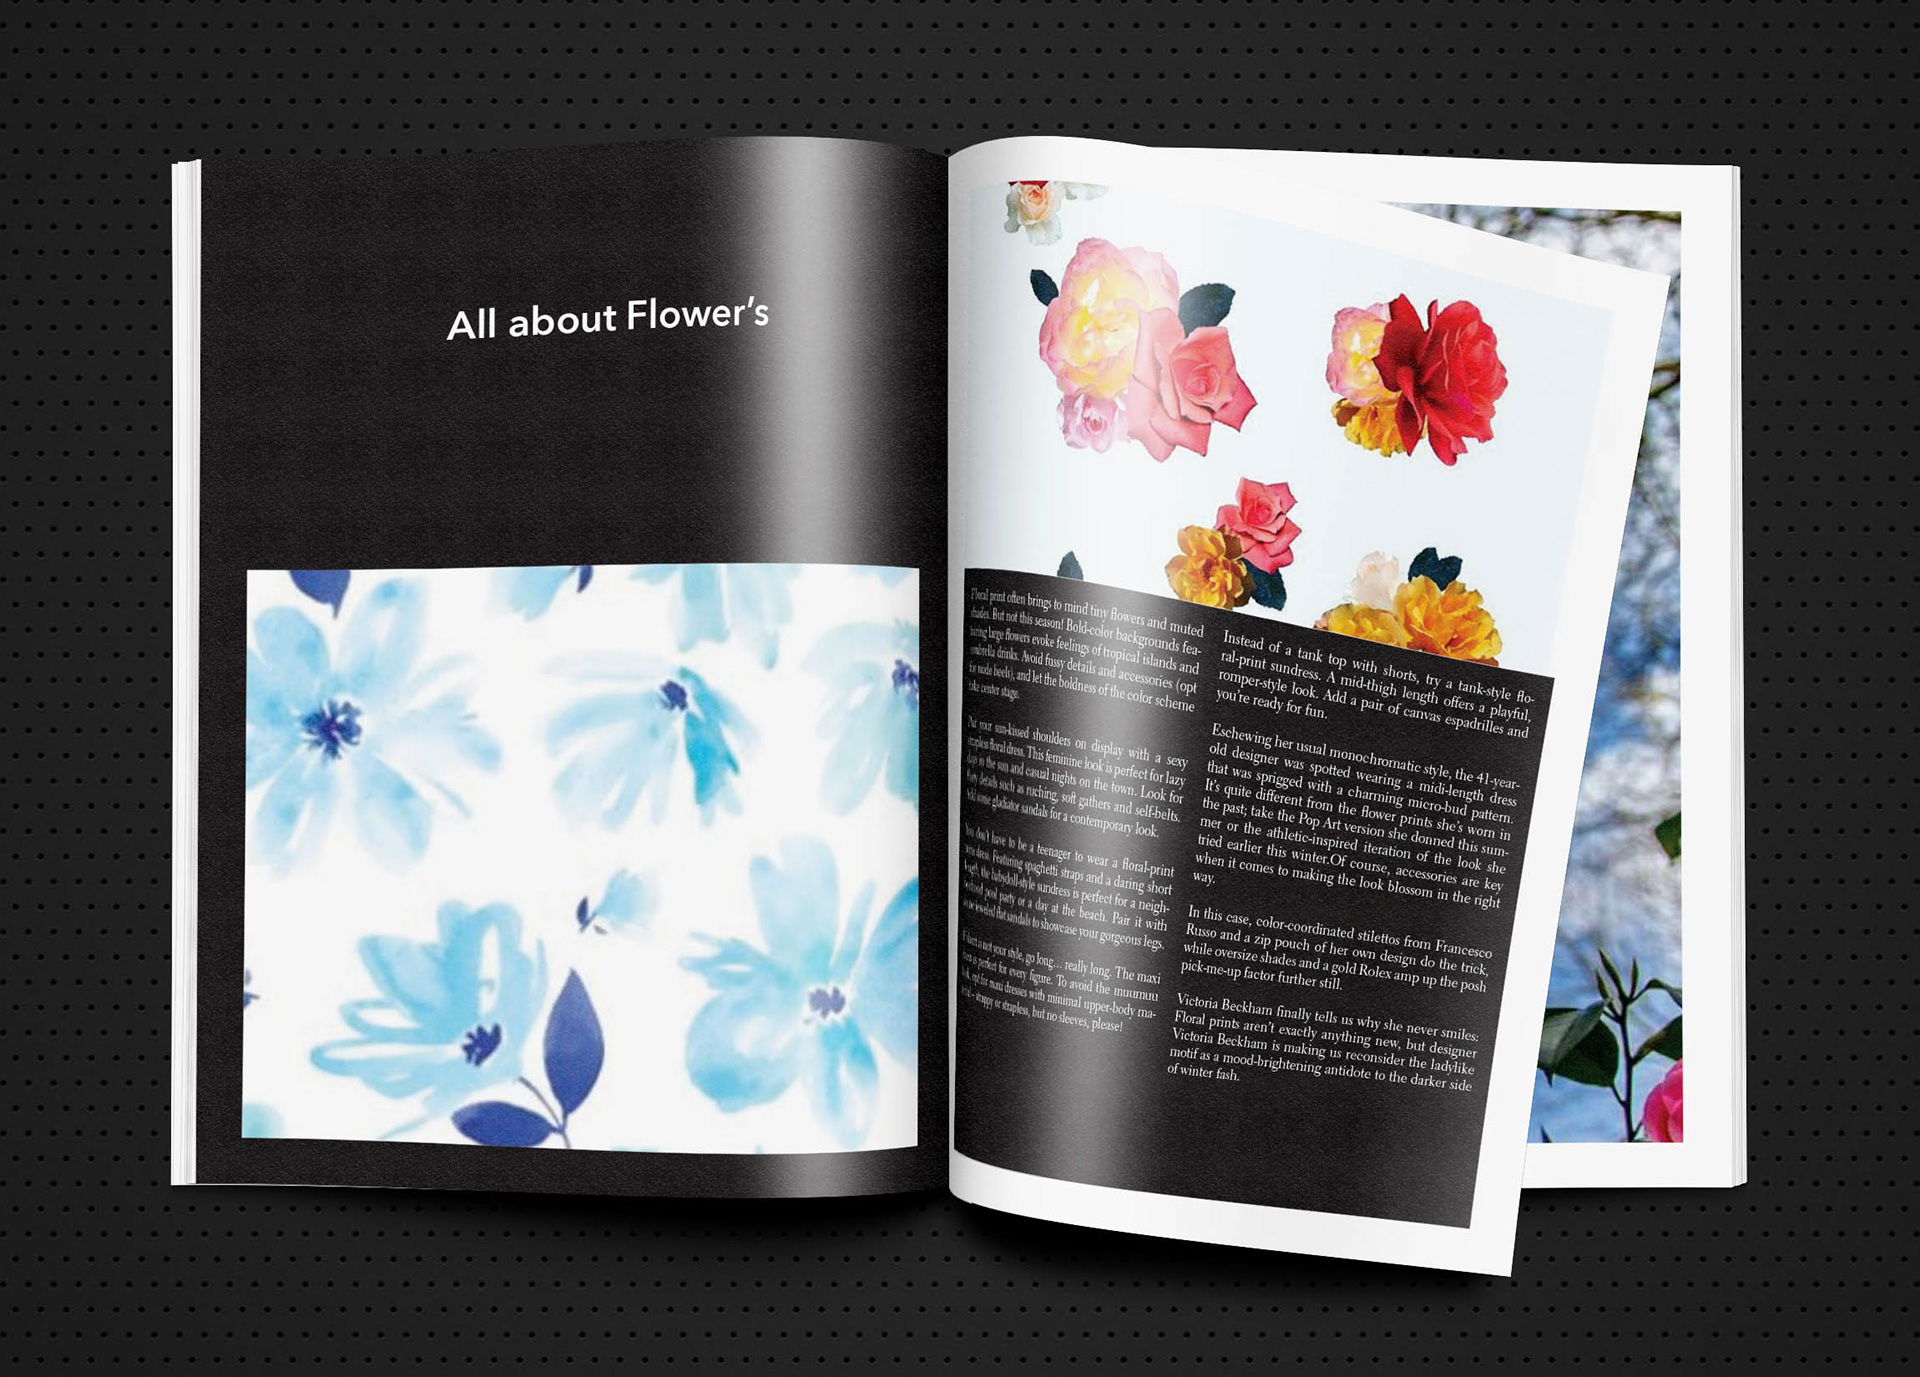 All about Flower's
Floral print often brings to mind tiny flowers and muted
shades. But not this season! Bold-color backgrounds fea-
turing large flowers evoke feelings of tropical islands and
umbrella drinks. Avoid fussy details and accessories (opt
for nude heels), and let the boldness of the color scheme
take center stage.
Put your sun-kissed shoulders on display with a sexy
strapless floral dress. This feminine look is perfect for lazy
days in the sun and casual nights on the town. Look for
flirty details such as ruching, soft gathers and self-belts.
Add some gladiator sandals for a contemporary look.
You don't have to be a teenager to wear a floral-print
dress. Featuring spaghetti straps and a daring short
length, the babydoll-style sundress is perfect for a neigh-
borhood pool party or a day at the beach. Pair it with
some jeweled flat sandals to showcase your gorgeous legs.
If short is not your style, go long... really long. The maxi
dress is perfect for every figure. To avoid the muumuu
look, opt for maxi dresses with minimal upper-body ma-
terial - strappy or strapless, but no sleeves, please!
Instead of a tank top with shorts, try a tank-style flo-
ral-print sundress. A mid-thigh length offers a playful,
romper-style look. Add a pair of canvas espadrilles and
you're ready for fun.
Eschewing her usual monochromatic style, the 41-year-
old designer was spotted wearing a midi-length dress
that was sprigged with a charming micro-bud pattern.
It's quite different from the flower prints she's worn in
the past; take the Pop Art version she donned this sum-
mer or the athletic-inspired iteration of the look she
tried earlier this winter.Of course, accessories are key
when it comes to making the look blossom in the right
way.
In this case, color-coordinated stilettos from Francesco
Russo and a zip pouch of her own design do the trick,
while oversize shades and a gold Rolex amp up the posh
pick-me-up factor further still.
Victoria Beckham finally tells us why she never smiles:
Floral prints aren't exactly anything new, but designer
Victoria Beckham is making us reconsider the ladylike
motif as a mood-brightening antidote to the darker side
of winter fash.